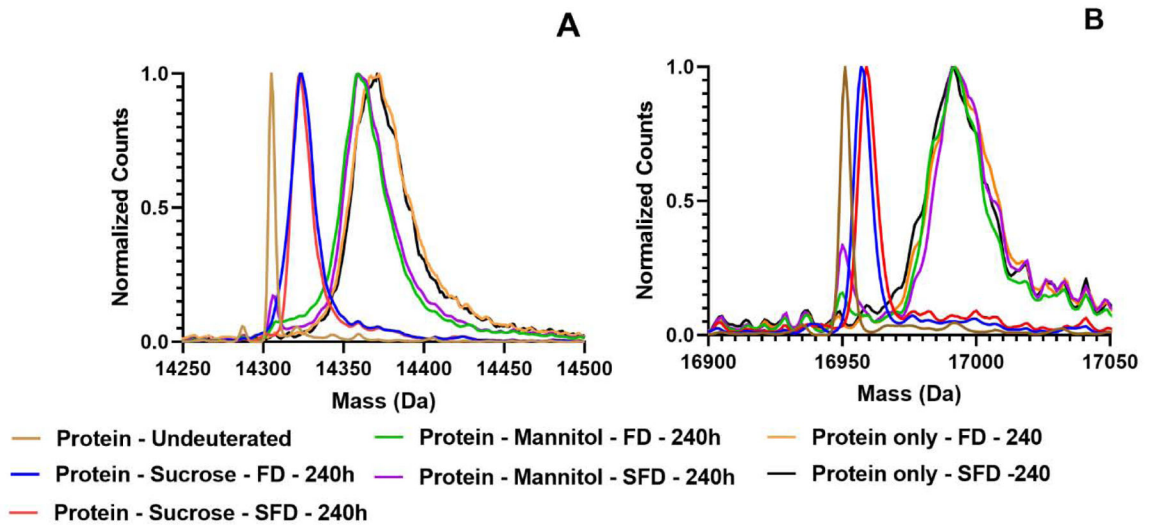 A
B
Normalized Counts
1.0
0.5
0.0
14250 14300 14350 14400 14450 14500
Mass (Da)
Normalized Counts
1.0
0.5
0.0
16900 16950 17000 17050
Mass (Da)
Protein - Undeuterated
Protein - Mannitol - FD - 240h
Protein only - FD - 240
Protein - Sucrose - FD - 240h
Protein - Mannitol - SFD - 240h
Protein only - SFD -240
Protein - Sucrose - SFD - 240h